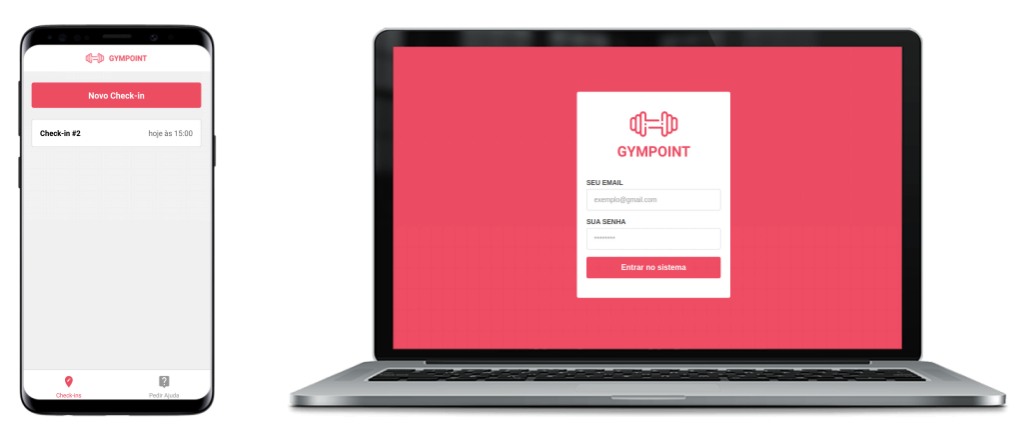 GYMPOINT
Novo Check-in
Check-in #2
hoje às 15:00
Check-ins
Pedir Ajuda
GYMPOINT
SEU EMAIL
exemplo@gmail.com
SUA SENHA
********
Entrar no sistema